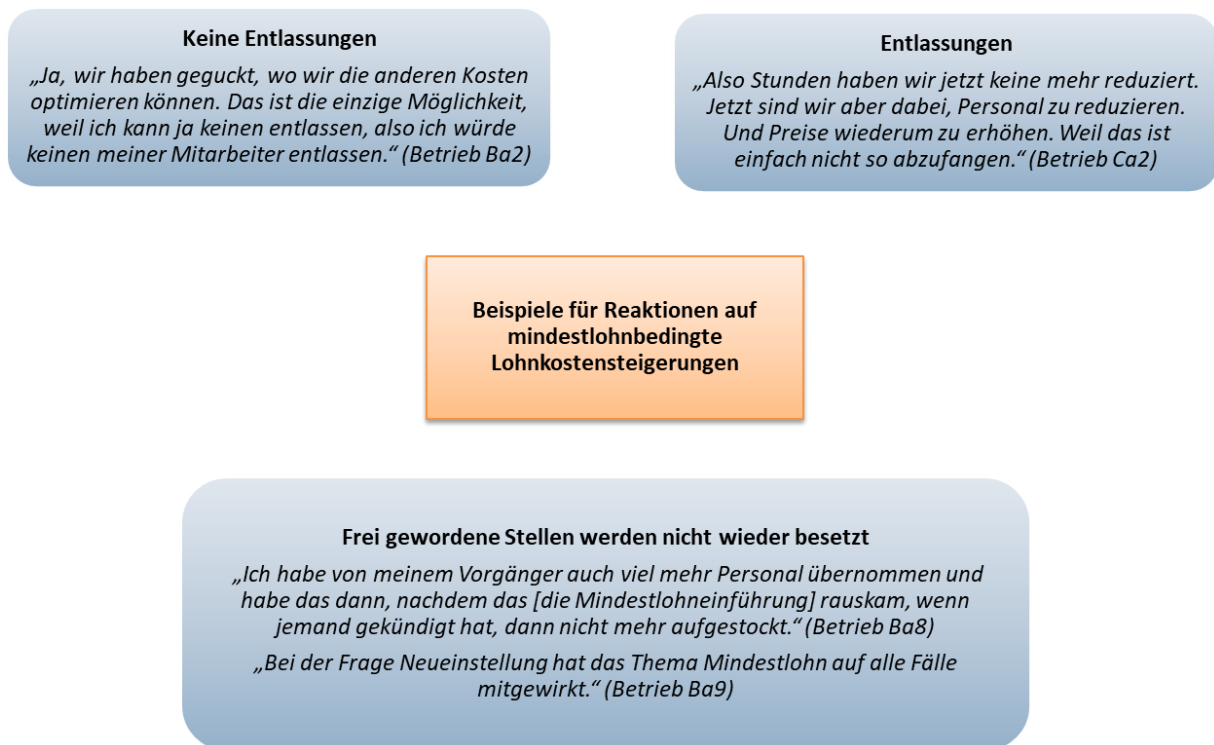 Keine Entlassungen
„Ja, wir haben geguckt, wo wir die anderen Kosten
optimieren können. Das ist die einzige Möglichkeit,
weil ich kann ja keinen entlassen, also ich würde
keinen meiner Mitarbeiter entlassen.“ (Betrieb Ba2)
Entlassungen
„Also Stunden haben wir jetzt keine mehr reduziert.
Jetzt sind wir aber dabei, Personal zu reduzieren.
Und Preise wiederum zu erhöhen. Weil das ist
einfach nicht so abzufangen.“ (Betrieb Ca2)
Beispiele für Reaktionen auf
mindestlohnbedingte
Lohnkostensteigerungen
Frei gewordene Stellen werden nicht wieder besetzt
„Ich habe von meinem Vorgänger auch viel mehr Personal übernommen und
habe das dann, nachdem das [die Mindestlohneinführung] rauskam, wenn
jemand gekündigt hat, dann nicht mehr aufgestockt.“ (Betrieb Ba8)
„Bei der Frage Neueinstellung hat das Thema Mindestlohn auf alle Fälle
mitgewirkt.“ (Betrieb Ba9)